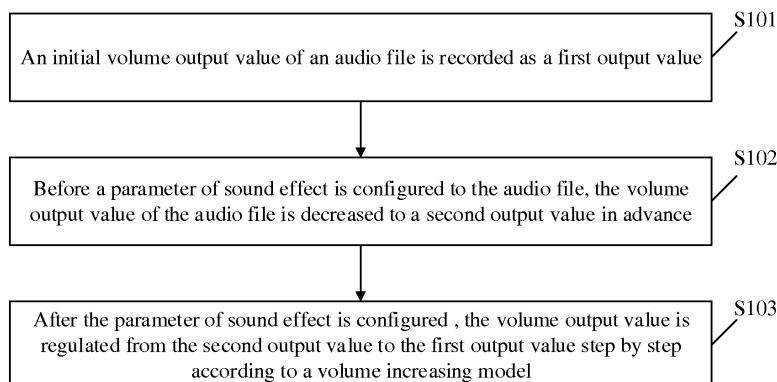 S101
An initial volume output value of an audio file is recorded as a first output value
S102
Before a parameter of sound effect is configured to the audio file, the volume
output value of the audio file is decreased to a second output value in advance
S103
After the parameter of sound effect is configured , the volume output value is
regulated from the second output value to the first output value step by step
according to a volume increasing model